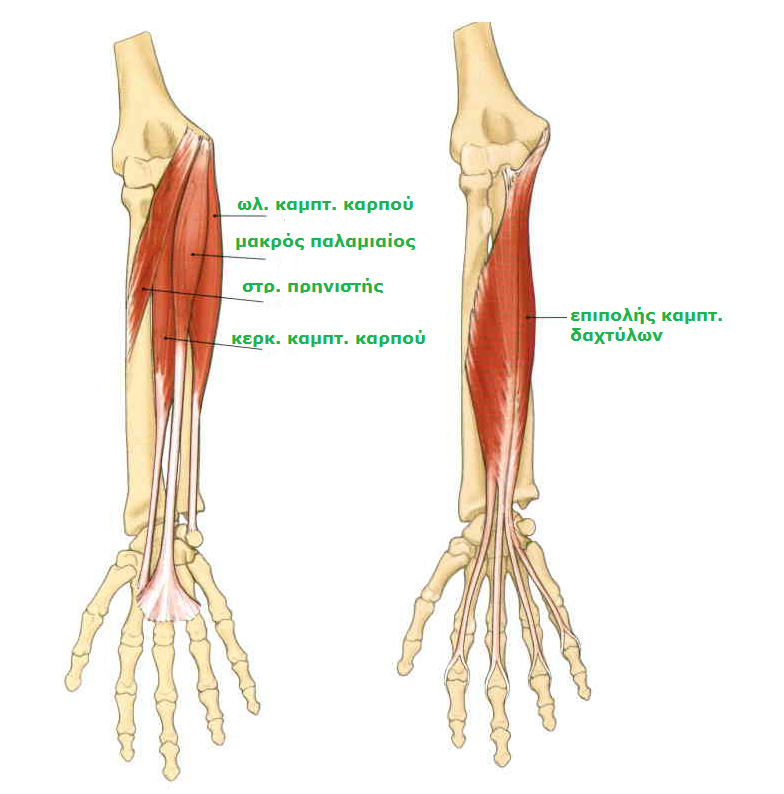 ωλ. καμπτ. καρπού
μακρός παλαμιαίος
στρ. πρηνιστής
κερκ. καμπτ. καρπού
επιπολής καμπτ.
δαχτύλων